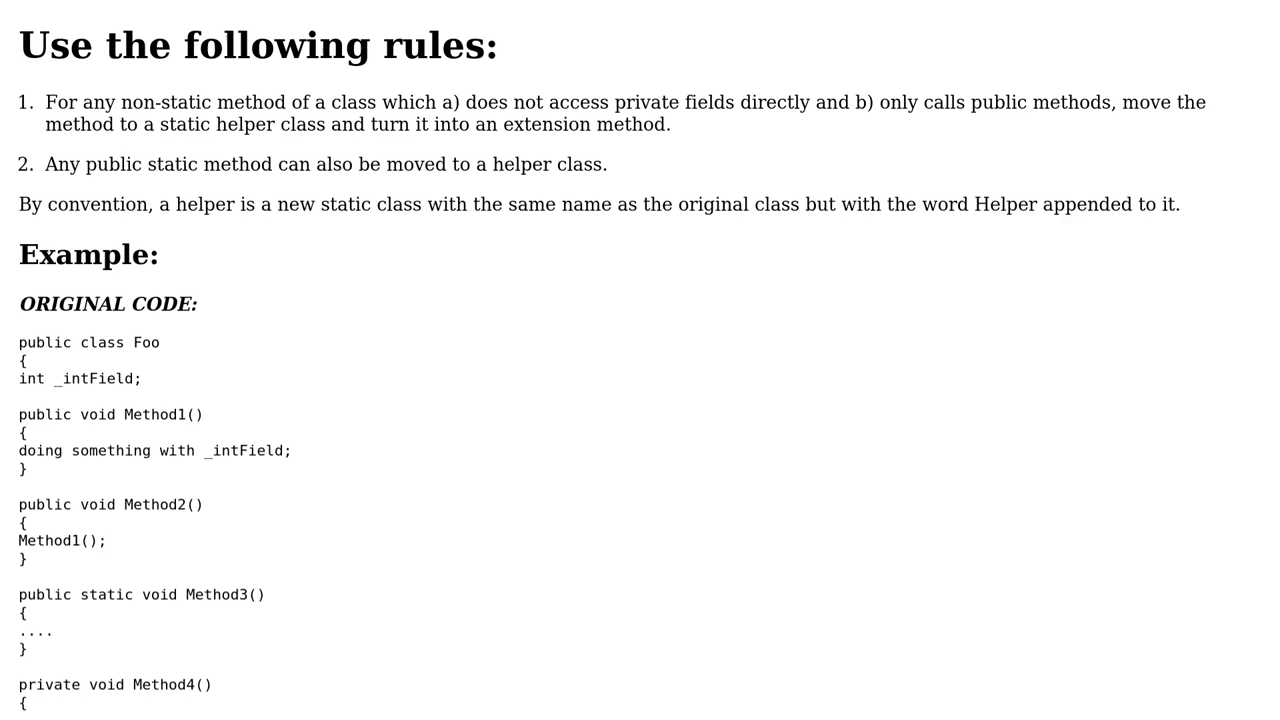 Use the following rules:
1. For any non-static method of a class which a) does not access private fields directly and b) only calls public methods, move the
method to a static helper class and turn it into an extension method.
2. Any public static method can also be moved to a helper class.
By convention, a helper is a new static class with the same name as the original class but with the word Helper appended to it.
Example:
ORIGINAL CODE:
public class Foo
{
int _intField;
public void Method1()
{
doing something with _intField;
}
public void Method2()
{
Method1();
}
public static void Method3()
{
....
}
private void Method4()
{